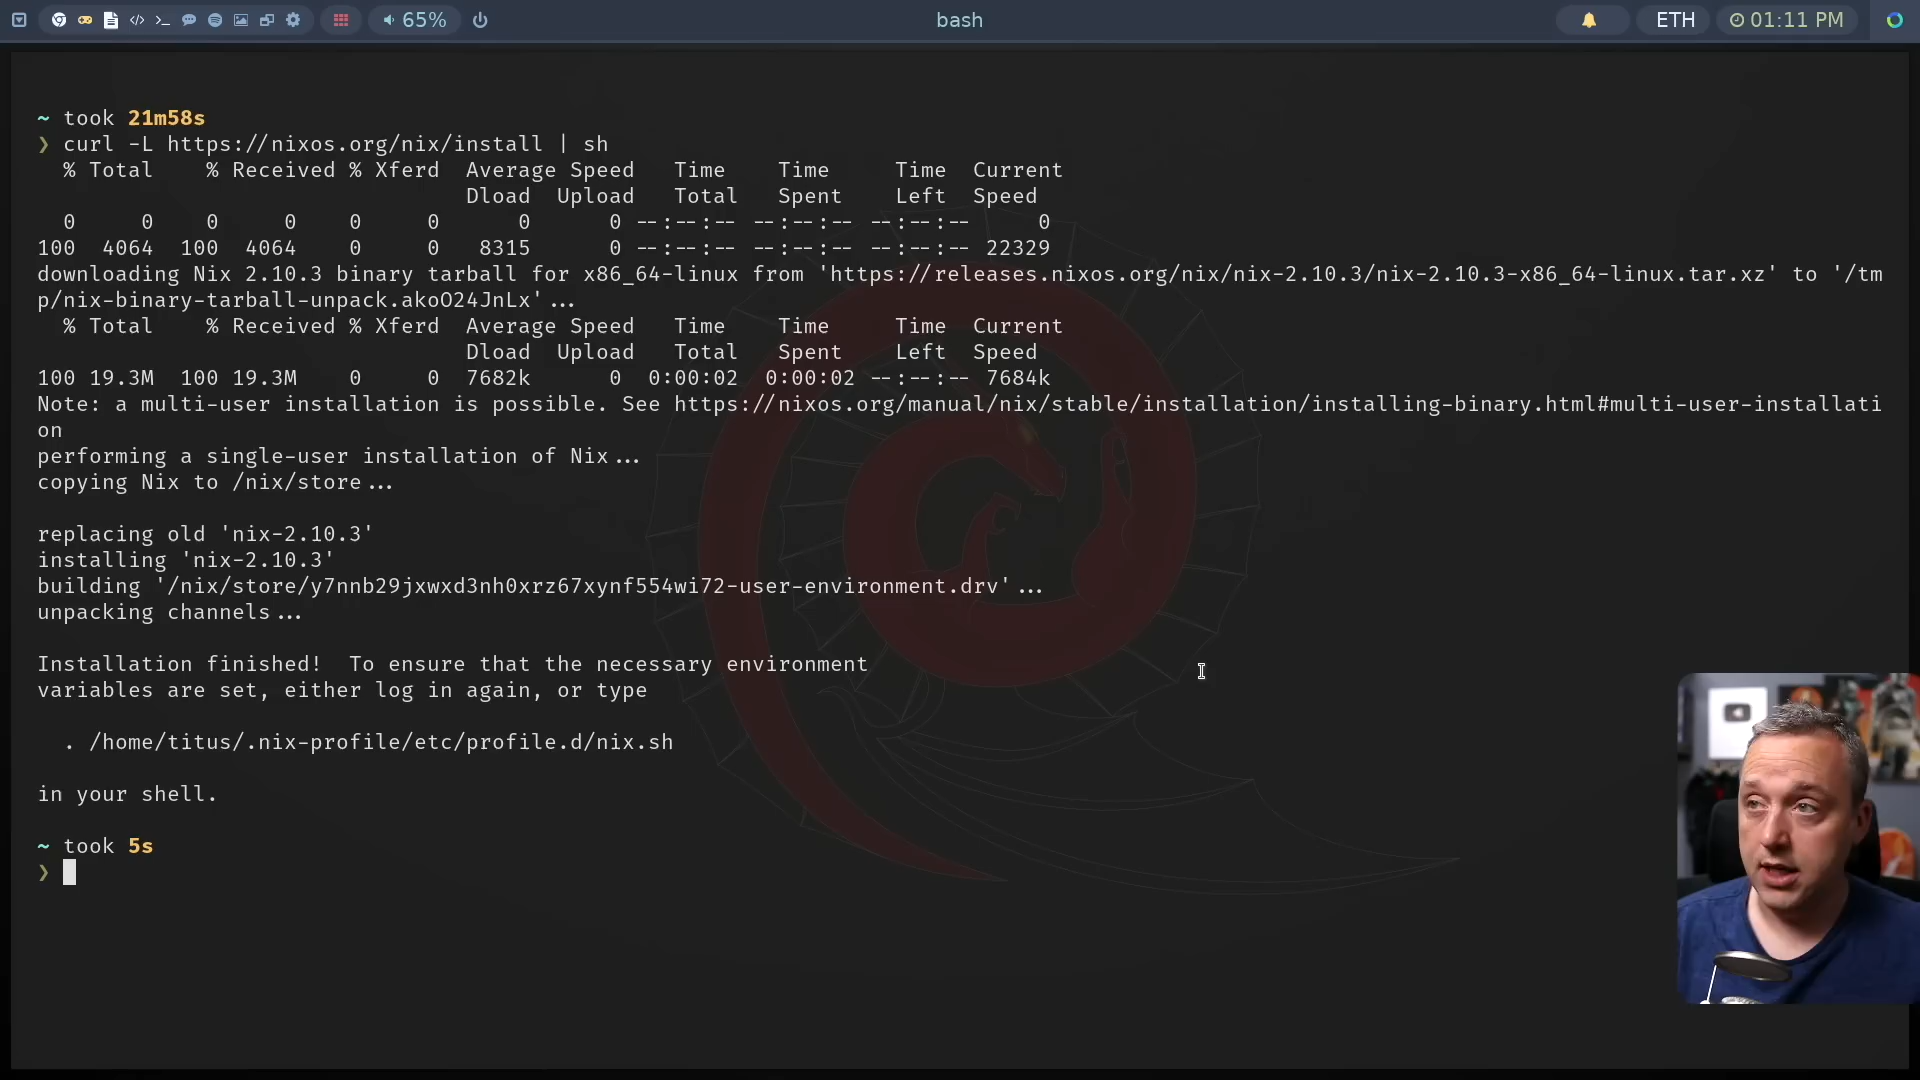 65%
bash
ETH
01:11 PM
~ took 21m58s
❯ curl -L https://nixos.org/nix/install | sh
% Total % Received % Xferd Average Speed Time Time Time Current
Dload Upload Total Spent Left Speed
0 0 0 0 0 0 0 0 --:--:-- --:--:-- --:--:-- 0
100 4064 100 4064 0 0 8315 0 --:--:-- --:--:-- --:--:-- 22329
downloading Nix 2.10.3 binary tarball for x86_64-linux from 'https://releases.nixos.org/nix/nix-2.10.3/nix-2.10.3-x86_64-linux.tar.xz' to '/tm
p/nix-binary-tarball-unpack.akoO24JnLx'...
% Total % Received % Xferd Average Speed Time Time Time Current
Dload Upload Total Spent Left Speed
100 19.3M 100 19.3M 0 0 7682k 0 0:00:02 0:00:02 --:--:-- 7684k
Note: a multi-user installation is possible. See https://nixos.org/manual/nix/stable/installation/installing-binary.html#multi-user-installati
on
performing a single-user installation of Nix...
copying Nix to /nix/store...
replacing old 'nix-2.10.3'
installing 'nix-2.10.3'
building '/nix/store/y7nnb29jxwxd3nh0xrz67xynf554wi72-user-environment.drv'...
unpacking channels...
Installation finished!  To ensure that the necessary environment
variables are set, either log in again, or type
. /home/titus/.nix-profile/etc/profile.d/nix.sh
in your shell.
~ took 5s
❯